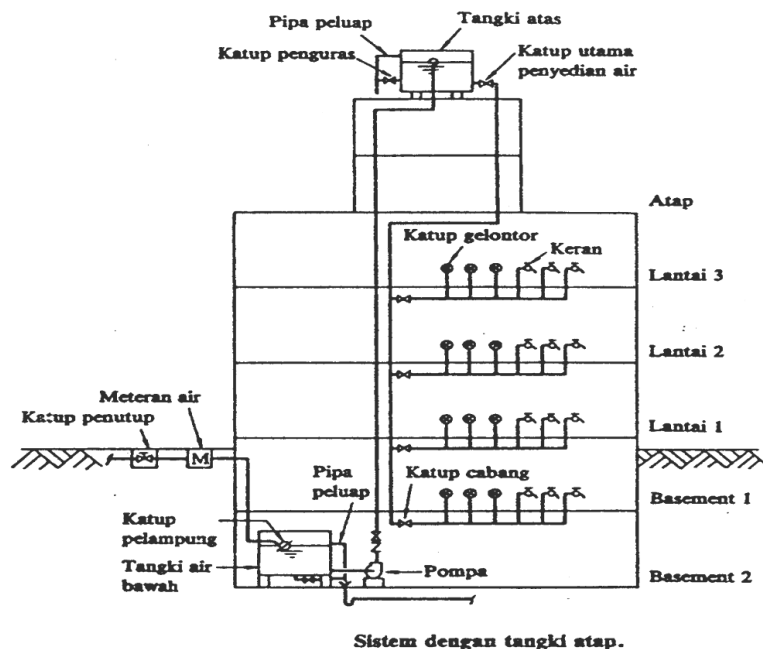 Pipa peluap
Tangki atas
Katup penguras
Katup utama
penyedian air
Atap
Katup gelontor
Keran
Lantai 3
Lantai 2
Meteran air
Katup penutup
Lantai 1
M
Pipa
peluap
Katup cabang
Basement 1
Katup
pelampung
Tangki air
bawah
Pompa
Basement 2
Sistem dengan tangki atap.